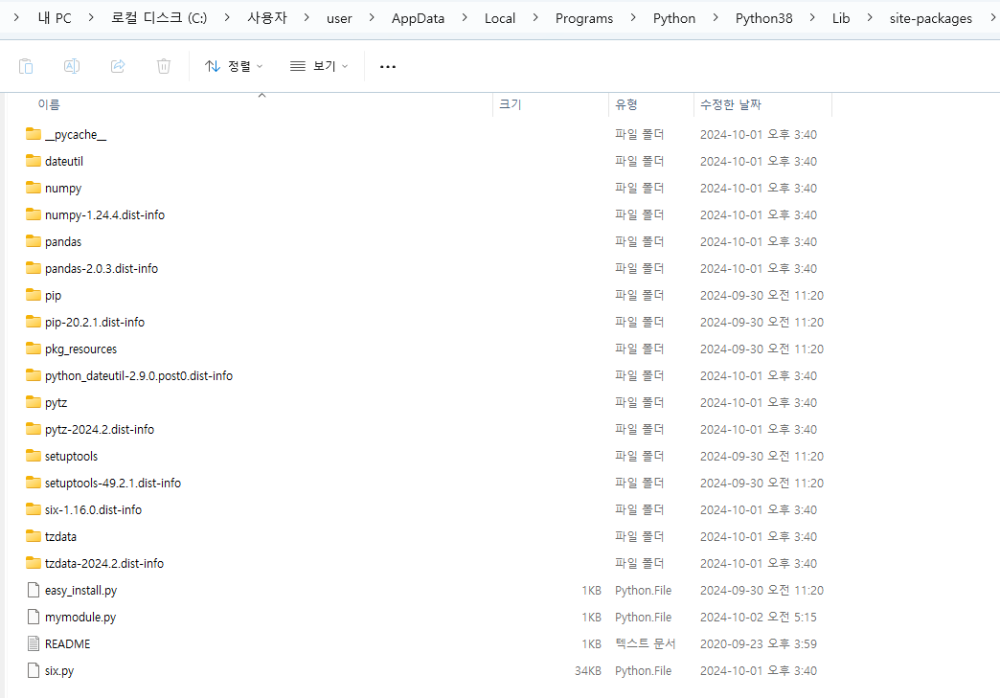 내 PC > 로컬 디스크 (C:) > 사용자 > user > AppData > Local > Programs > Python > Python38 > Lib > site-packages >
정렬 보기 ...
이름 크기 유형 수정한 날짜
__pycache__ 파일 폴더 2024-10-01 오후 3:40
dateutil 파일 폴더 2024-10-01 오후 3:40
numpy 파일 폴더 2024-10-01 오후 3:40
numpy-1.24.4.dist-info 파일 폴더 2024-10-01 오후 3:40
pandas 파일 폴더 2024-10-01 오후 3:40
pandas-2.0.3.dist-info 파일 폴더 2024-10-01 오후 3:40
pip 파일 폴더 2024-09-30 오전 11:20
pip-20.2.1.dist-info 파일 폴더 2024-09-30 오전 11:20
pkg_resources 파일 폴더 2024-09-30 오전 11:20
python_dateutil-2.9.0.post0.dist-info 파일 폴더 2024-10-01 오후 3:40
pytz 파일 폴더 2024-10-01 오후 3:40
pytz-2024.2.dist-info 파일 폴더 2024-10-01 오후 3:40
setuptools 파일 폴더 2024-09-30 오전 11:20
setuptools-49.2.1.dist-info 파일 폴더 2024-09-30 오전 11:20
six-1.16.0.dist-info 파일 폴더 2024-10-01 오후 3:40
tzdata 파일 폴더 2024-10-01 오후 3:40
tzdata-2024.2.dist-info 파일 폴더 2024-10-01 오후 3:40
easy_install.py 1KB Python.File 2024-09-30 오전 11:20
mymodule.py 1KB Python.File 2024-10-02 오전 5:15
README 1KB 텍스트 문서 2020-09-23 오후 3:59
six.py 34KB Python.File 2024-10-01 오후 3:40